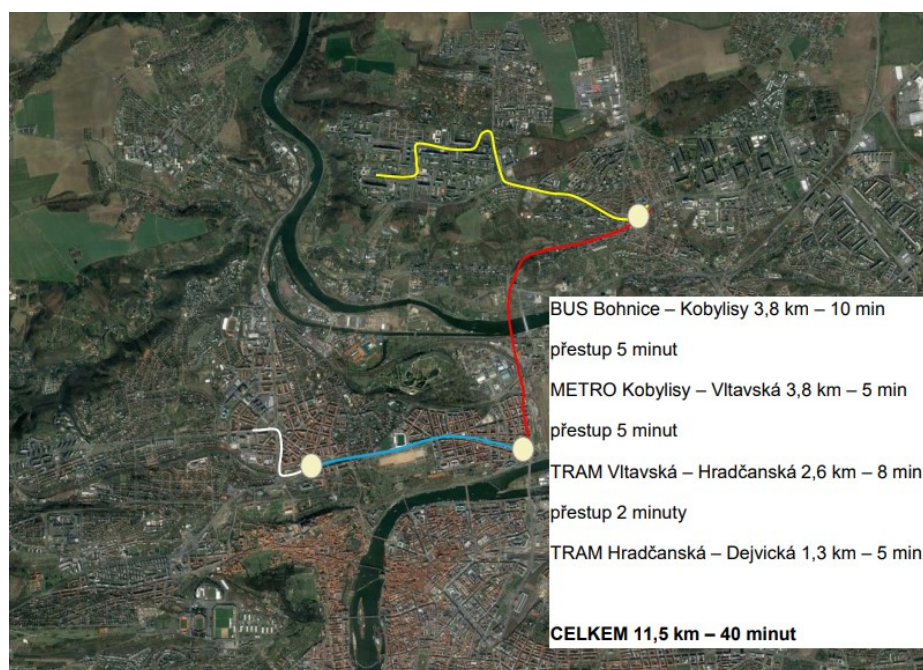 BUS Bohnice – Kobylisy 3,8 km – 10 min
přestup 5 minut
METRO Kobylisy – Vltavská 3,8 km – 5 min
přestup 5 minut
TRAM Vltavská – Hradčanská 2,6 km – 8 min
přestup 2 minuty
TRAM Hradčanská – Dejvická 1,3 km – 5 min
CELKEM 11,5 km – 40 minut